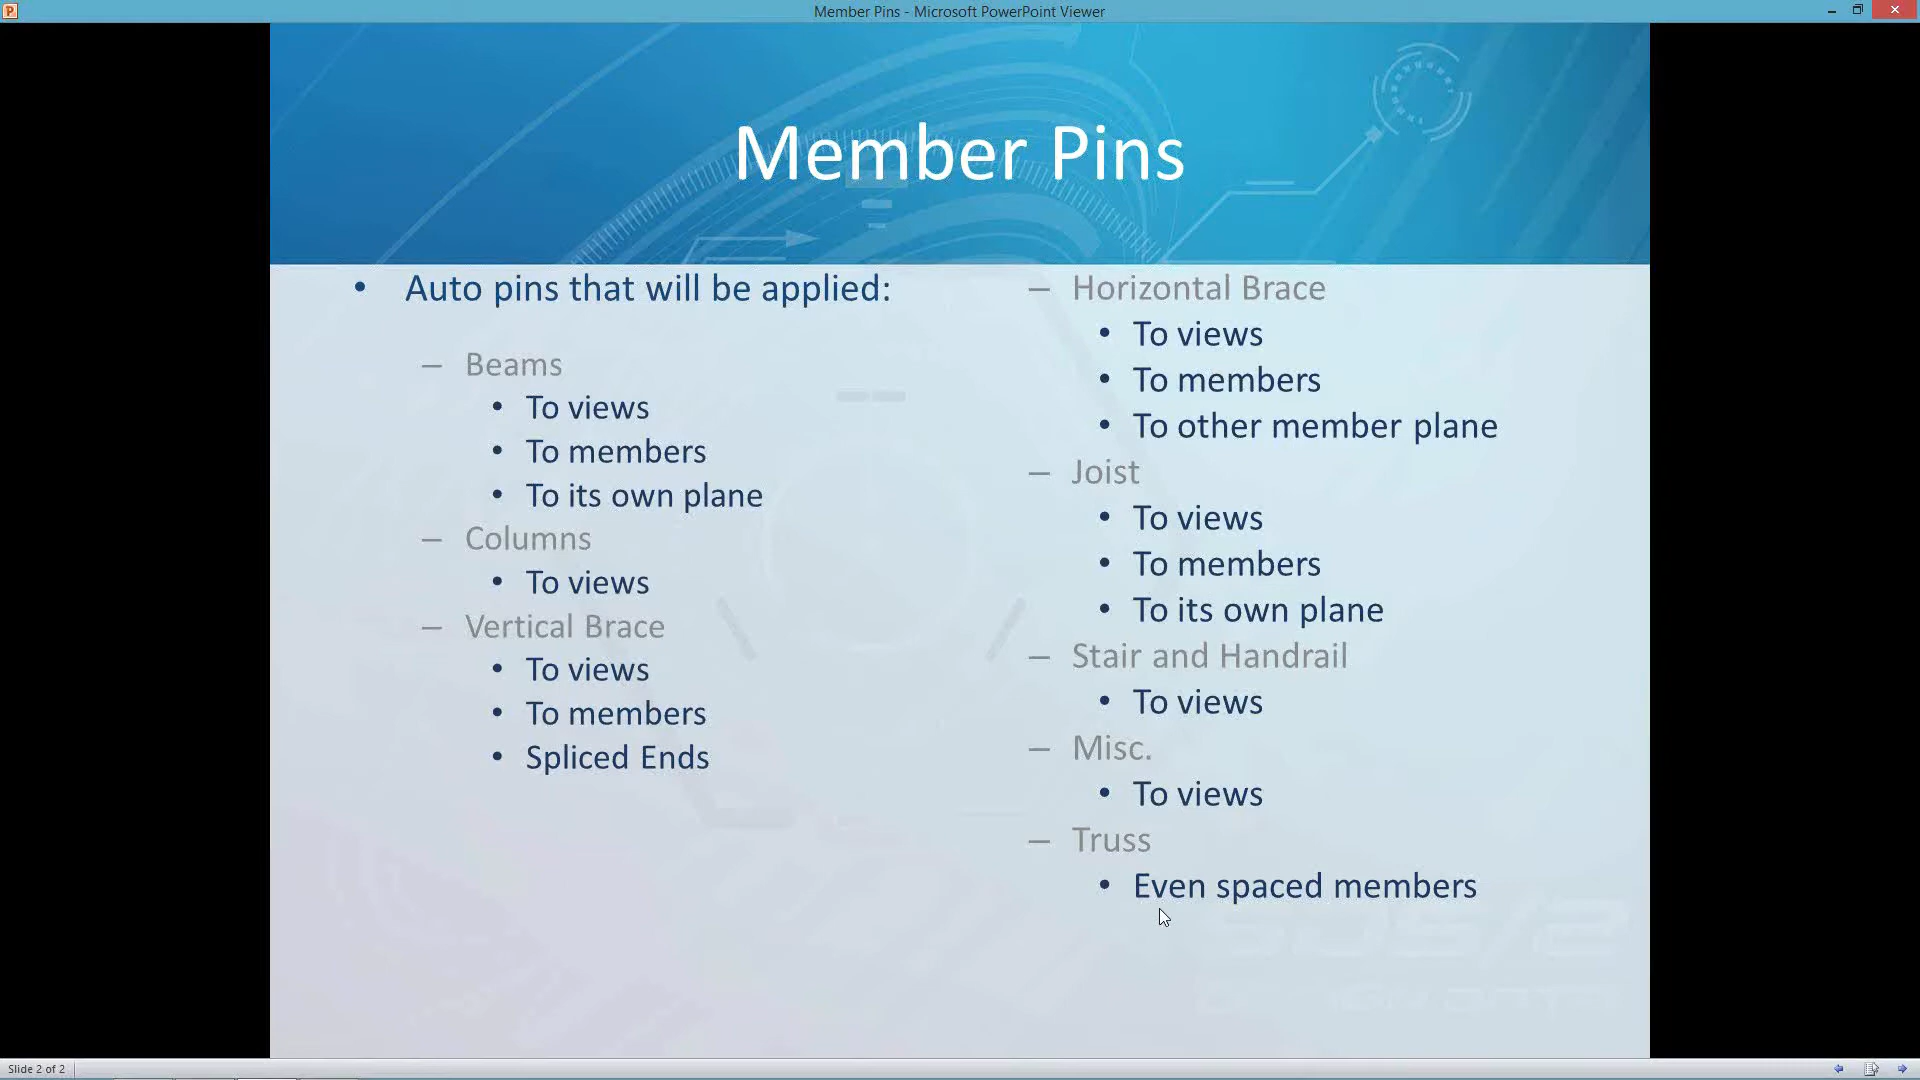 Member Pins - Microsoft PowerPoint Viewer
Member Pins
• Auto pins that will be applied:
– Beams
• To views
• To members
• To its own plane
– Columns
• To views
– Vertical Brace
• To views
• To members
• Spliced Ends
– Horizontal Brace
• To views
• To members
• To other member plane
– Joist
• To views
• To members
• To its own plane
– Stair and Handrail
• To views
– Misc.
• To views
– Truss
• Even spaced members
SDS/2
Slide 2 of 2